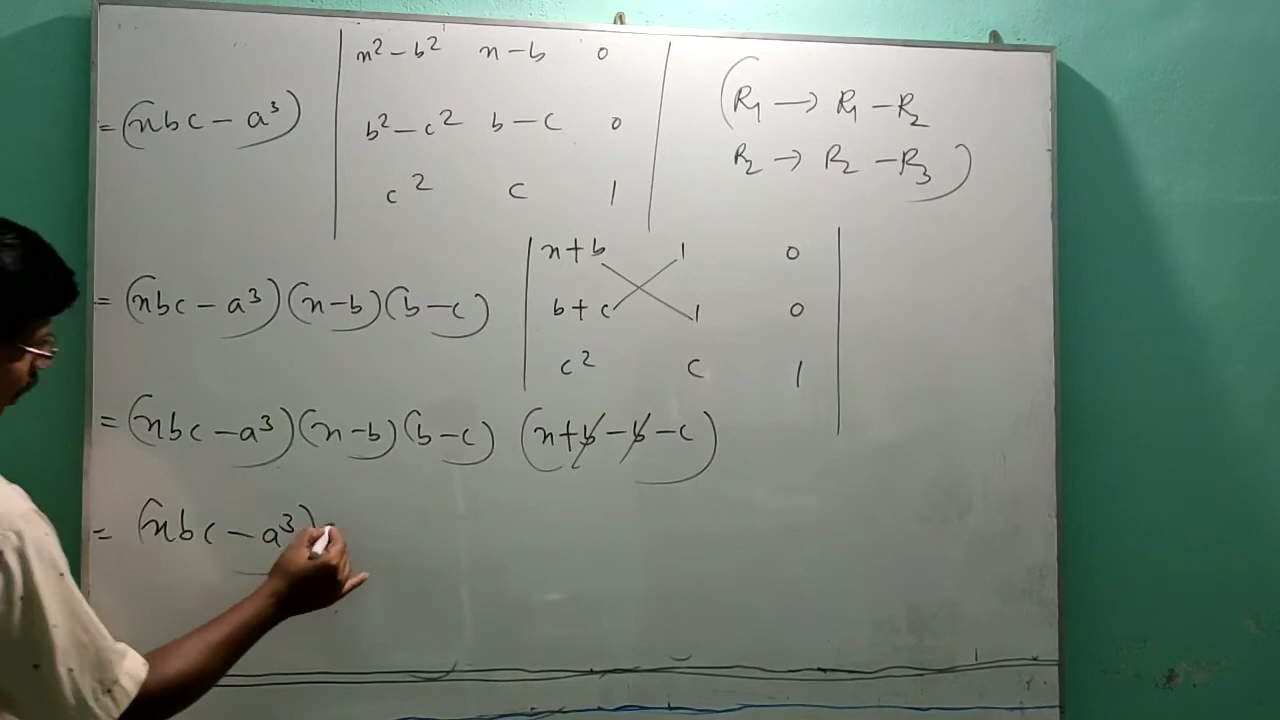 = (xbc - a³) | x² - b² x - b 0 |
| b² - c² b - c 0 |
| c² c 1 |
(R₁ → R₁ - R₂
R₂ → R₂ - R₃)
= (xbc - a³)(x - b)(b - c) | x + b 1 0 |
| b + c 1 0 |
| c² c 1 |
= (xbc - a³)(x - b)(b - c) (x + b - b - c)
= (xbc - a³)